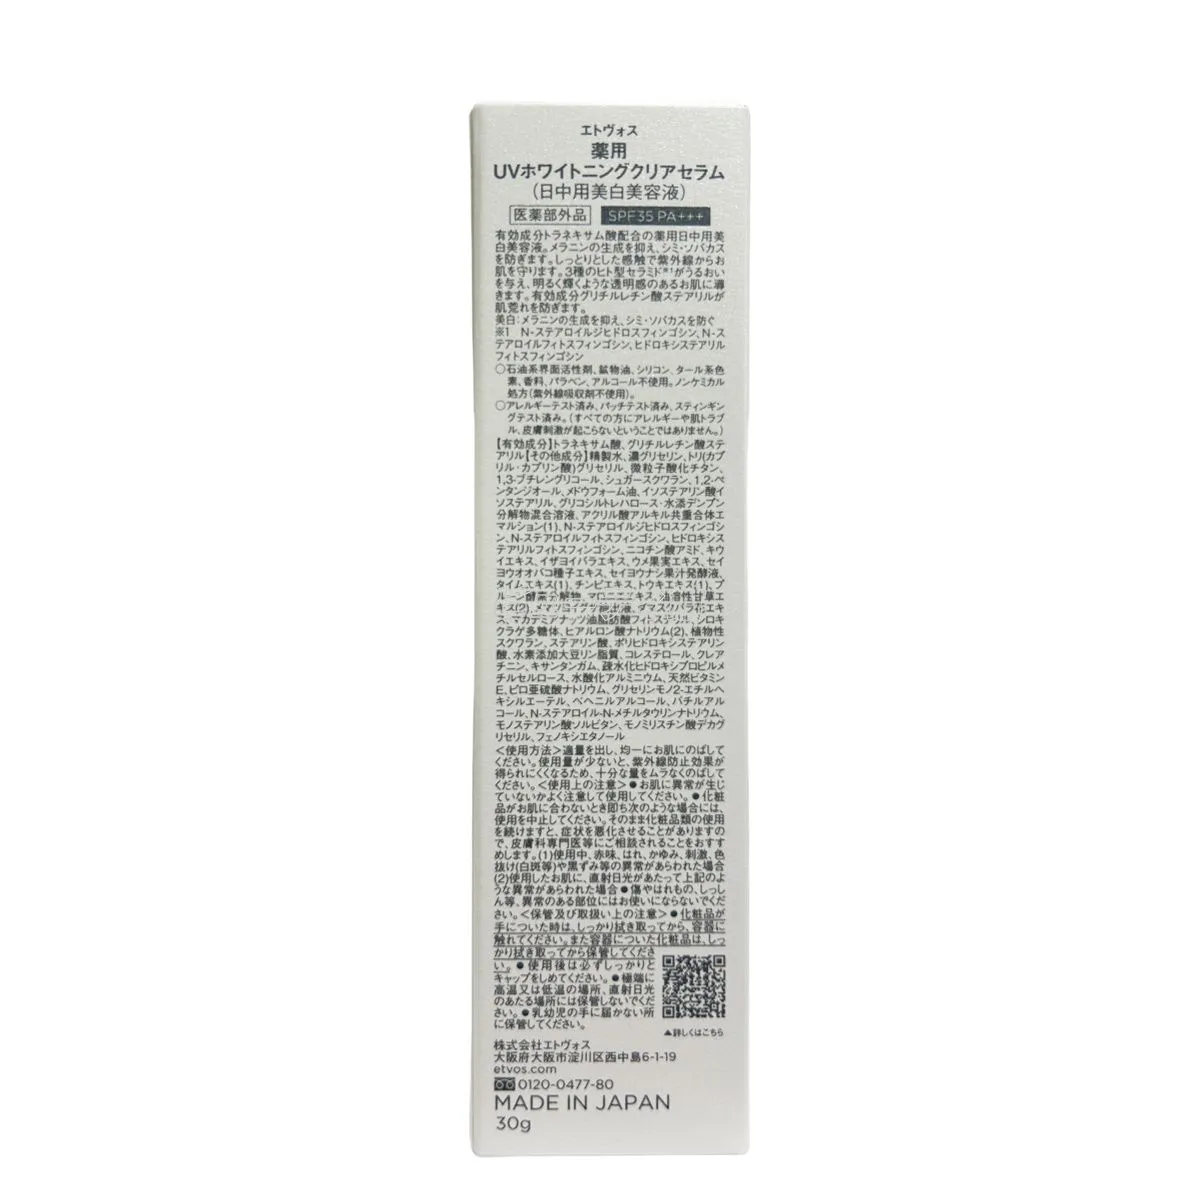 エトヴォス
薬用
UVホワイトニングクリアセラム
(日中用美白美容液)
医薬部外品 SPF35 PA+++
有効成分トラネキサム酸配合の薬用日中用美
白美容液。メラニンの生成を抑え、シミ・ソバカス
を防ぎます。しっとりとした感触で紫外線からお
肌を守ります。3種のヒト型セラミド※1がうるおい
を与え、明るく輝くような透明感のあるお肌に導
きます。有効成分グリチルレチン酸ステアリルが
肌荒れを防ぎます。
美白:メラニンの生成を抑え、シミ・ソバカスを防ぐ
※1 N-ステアロイルジヒドロスフィンゴシン、N-ス
テアロイルフィトスフィンゴシン、ヒドロキシステアリル
フィトスフィンゴシン
○石油系界面活性剤、鉱物油、シリコン、タール系色
素、香料、パラベン、アルコール不使用。ノンケミカル
処方(紫外線吸収剤不使用)。
○アレルギーテスト済み、パッチテスト済み、スティンギン
グテスト済み。(すべての方にアレルギーや肌トラブ
ル、皮膚刺激が起こらないということではありません。)
【有効成分】トラネキサム酸、グリチルレチン酸ステ
アリル【その他成分】精製水、濃グリセリン、トリ(カプ
リル・カプリン酸)グリセリル、微粒子酸化チタン、
1,3-ブチレングリコール、シュガースクワラン、1,2-ペ
ンタンジオール、メドウフォーム油、イソステアリン酸イ
ソステアリル、グリコシルトレハロース・水添デンプン
分解物混合溶液、アクリル酸アルキル共重合体エ
マルション(1)、N-ステアロイルジヒドロスフィンゴシ
ン、N-ステアロイルフィトスフィンゴシン、ヒドロキシス
テアリルフィトスフィンゴシン、ニコチン酸アミド、キウ
イエキス、イザヨイバラエキス、ウメ果実エキス、セイ
ヨウオオバコ種子エキス、セイヨウナシ果汁発酵液、
タイムエキス(1)、チンピエキス、トウキエキス(1)、プ
ルーン酵素分解物、マロニエエキス、油溶性甘草エ
キス(2)、メマツヨイグサ抽出液、ダマスクバラ花エキ
ス、マカデミアナッツ油脂肪酸フィトステリル、シロキ
クラゲ多糖体、ヒアルロン酸ナトリウム(2)、植物性
スクワラン、ステアリン酸、ポリヒドロキシステアリン
酸、水素添加大豆リン脂質、コレステロール、クレア
チニン、キサンタンガム、疎水化ヒドロキシプロピルメ
チルセルロース、水酸化アルミニウム、天然ビタミン
E、ピロ亜硫酸ナトリウム、グリセリンモノ2-エチルヘ
キシルエーテル、ベヘニルアルコール、バチルアル
コール、N-ステアロイル-N-メチルタウリンナトリウム、
モノステアリン酸ソルビタン、モノミリスチン酸デカグ
リセリル、フェノキシエタノール
<使用方法>適量を出し、均一にお肌にのばして
ください。使用量が少ないと、紫外線防止効果が
得られにくくなるため、十分な量をムラなくのばして
ください。<使用上の注意>●お肌に異常が生じ
ていないかよく注意して使用してください。●化粧
品がお肌に合わないとき即ち次のような場合には、
使用を中止してください。そのまま化粧品類の使用
を続けますと、症状を悪化させることがありますの
で、皮膚科専門医等にご相談されることをおすす
めします。(1)使用中、赤味、はれ、かゆみ、刺激、色
抜け(白斑等)や黒ずみ等の異常があらわれた場合
(2)使用したお肌に、直射日光があたって上記のよ
うな異常があらわれた場合●傷やはれもの、しっし
ん等、異常のある部位にはお使いにならないでくだ
さい。<保管及び取扱い上の注意>●化粧品が
手についた時は、しっかり拭き取ってから、容器に
触れてください。また容器についた化粧品は、しっ
かり拭き取ってから保管してくださ
い。●使用後は必ずしっかりと
キャップをしめてください。●極端に
高温又は低温の場所、直射日光
のあたる場所には保管しないでくだ
さい。●乳幼児の手に届かない所
に保管してください。
▲詳しくはこちら
株式会社エトヴォス
大阪府大阪市淀川区西中島6-1-19
etvos.com
0120-0477-80
MADE IN JAPAN
30g